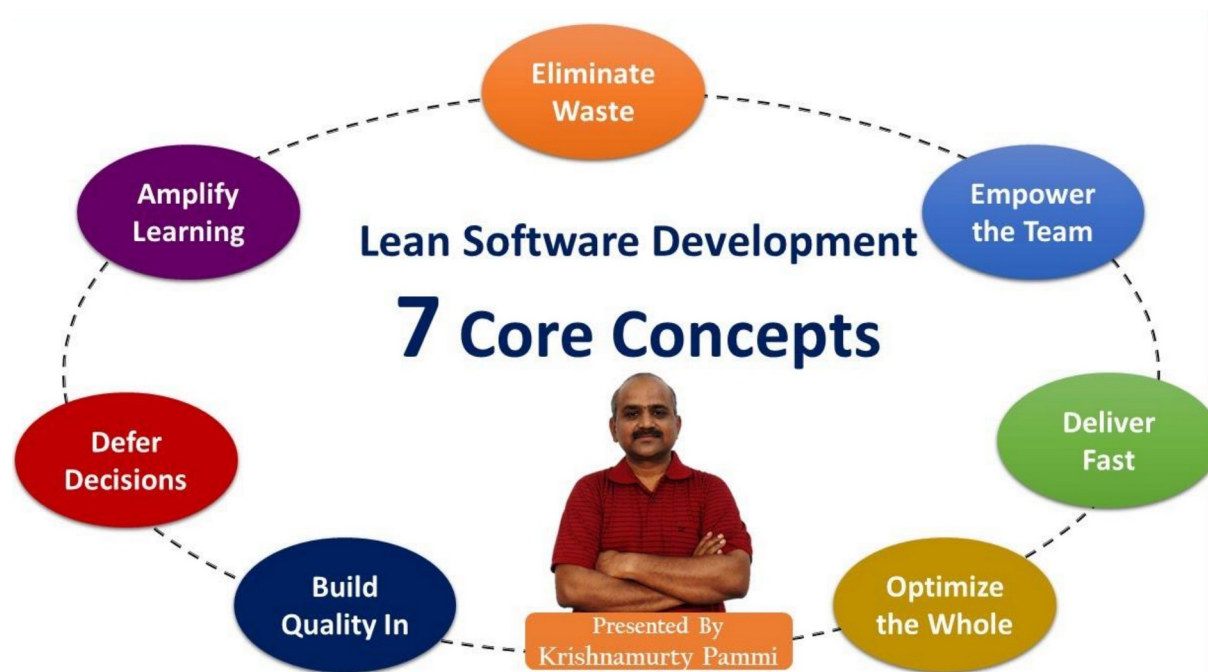 Eliminate
Waste
Amplify
Learning
Empower
the Team
Lean Software Development
7 Core Concepts
Defer
Decisions
Deliver
Fast
Build
Quality In
Optimize
the Whole
Presented By
Krishnamurty Pammi